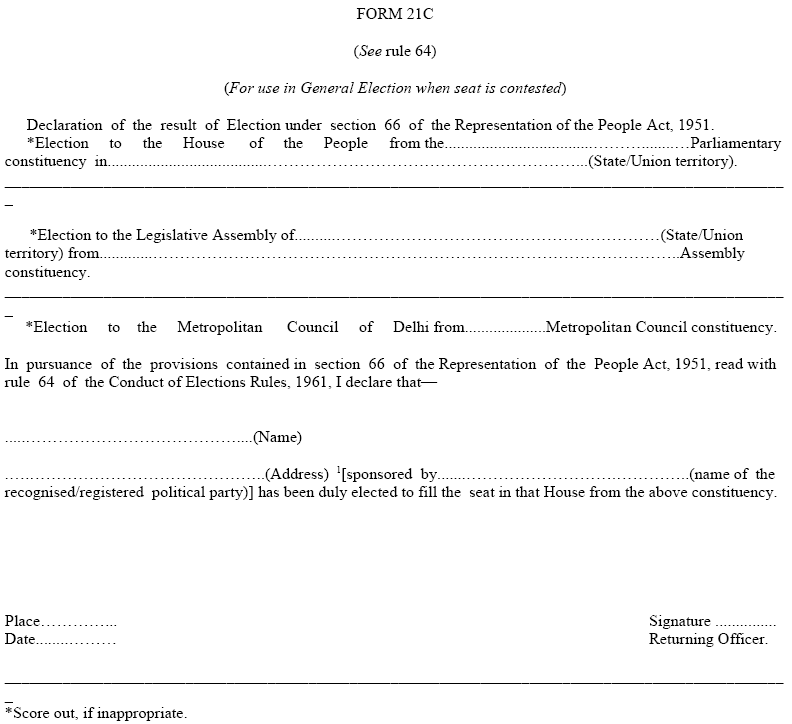 FORM 21C
(See rule 64)
(For use in General Election when seat is contested)
Declaration of the result of Election under section 66 of the Representation of the People Act, 1951.
*Election to the House of the People from the......................................……….........…Parliamentary
constituency in..........................................……………………………………………………..(State/Union territory).
_
*Election to the Legislative Assembly of..........………………………………………………………(State/Union
territory) from............……………………………………………………………………………….Assembly
constituency.
_
*Election to the Metropolitan Council of Delhi from....................Metropolitan Council constituency.
In pursuance of the provisions contained in section 66 of the Representation of the People Act, 1951, read with
rule 64 of the Conduct of Elections Rules, 1961, I declare that—
......…………………………………...(Name)
…..………………………………….(Address) 1[sponsored by.......…………………………………..(name of the
recognised/registered political party)] has been duly elected to fill the seat in that House from the above constituency.
Place…………... Signature ...............
Date........……… Returning Officer.
_
*Score out, if inappropriate.